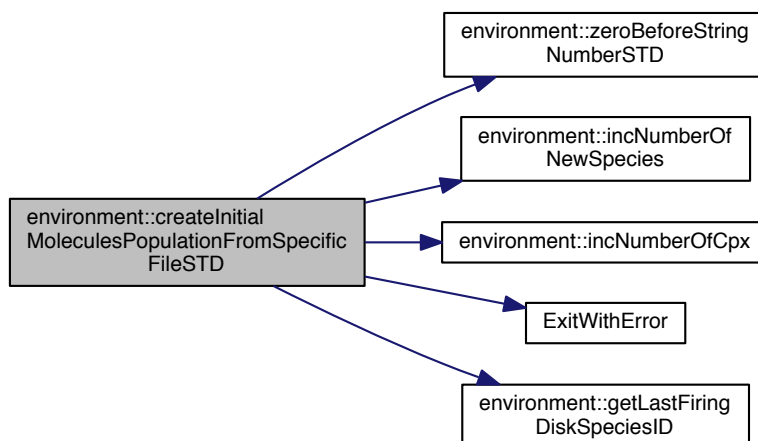 environment::zeroBeforeString
NumberSTD
environment::incNumberOf
NewSpecies
environment::createInitial
MoleculesPopulationFromSpecific
FileSTD
environment::incNumberOfCpx
ExitWithError
environment::getLastFiring
DiskSpeciesID